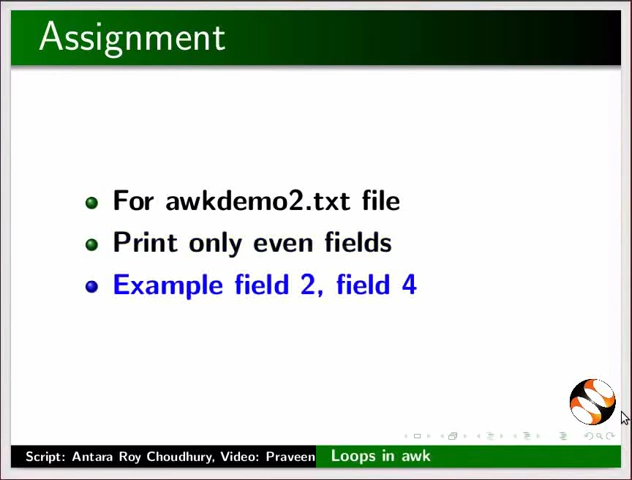 Assignment
For awkdemo2.txt file
Print only even fields
Example field 2, field 4
Script: Antara Roy Choudhury, Video: Praveen
Loops in awk